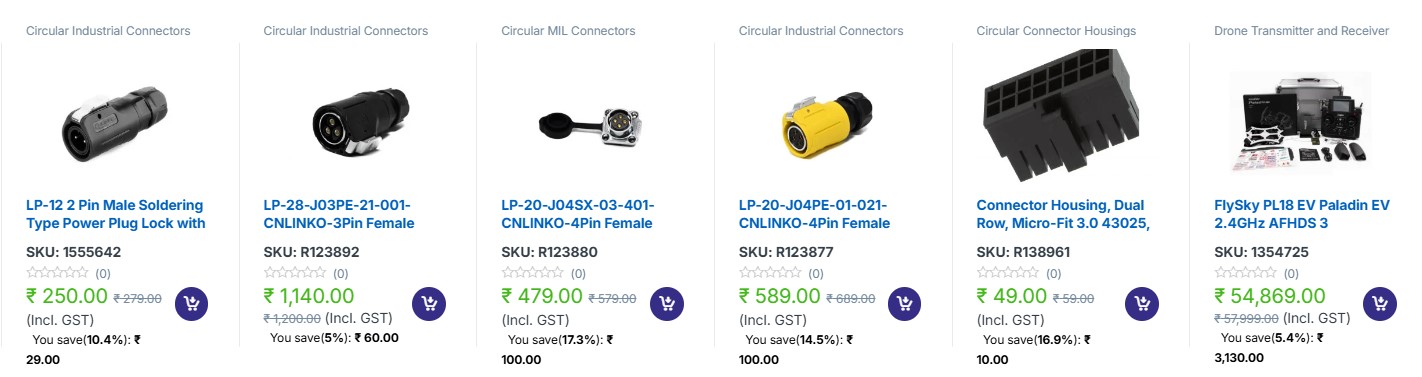 Circular Industrial Connectors
LP-12 2 Pin Male Soldering
Type Power Plug Lock with
SKU: 1555642
(0)
₹ 250.00 ₹ 279.00
(Incl. GST)
You save(10.4%): ₹
29.00
Circular Industrial Connectors
LP-28-J03PE-21-001-
CNLINKO-3Pin Female
SKU: R123892
(0)
₹ 1,140.00
₹ 1,200.00 (Incl. GST)
You save(5%): ₹ 60.00
Circular MIL Connectors
LP-20-J04SX-03-401-
CNLINKO-4Pin Female
SKU: R123880
(0)
₹ 479.00 ₹ 579.00
(Incl. GST)
You save(17.3%): ₹
100.00
Circular Industrial Connectors
LP-20-J04PE-01-021-
CNLINKO-4Pin Female
SKU: R123877
(0)
₹ 589.00 ₹ 689.00
(Incl. GST)
You save(14.5%): ₹
100.00
Circular Connector Housings
Connector Housing, Dual
Row, Micro-Fit 3.0 43025,
SKU: R138961
(0)
₹ 49.00 ₹ 59.00
(Incl. GST)
You save(16.9%): ₹
10.00
Drone Transmitter and Receiver
FlySky PL18 EV Paladin EV
2.4GHz AFHDS 3
SKU: 1354725
(0)
₹ 54,869.00
₹ 57,999.00 (Incl. GST)
You save(5.4%): ₹
3,130.00